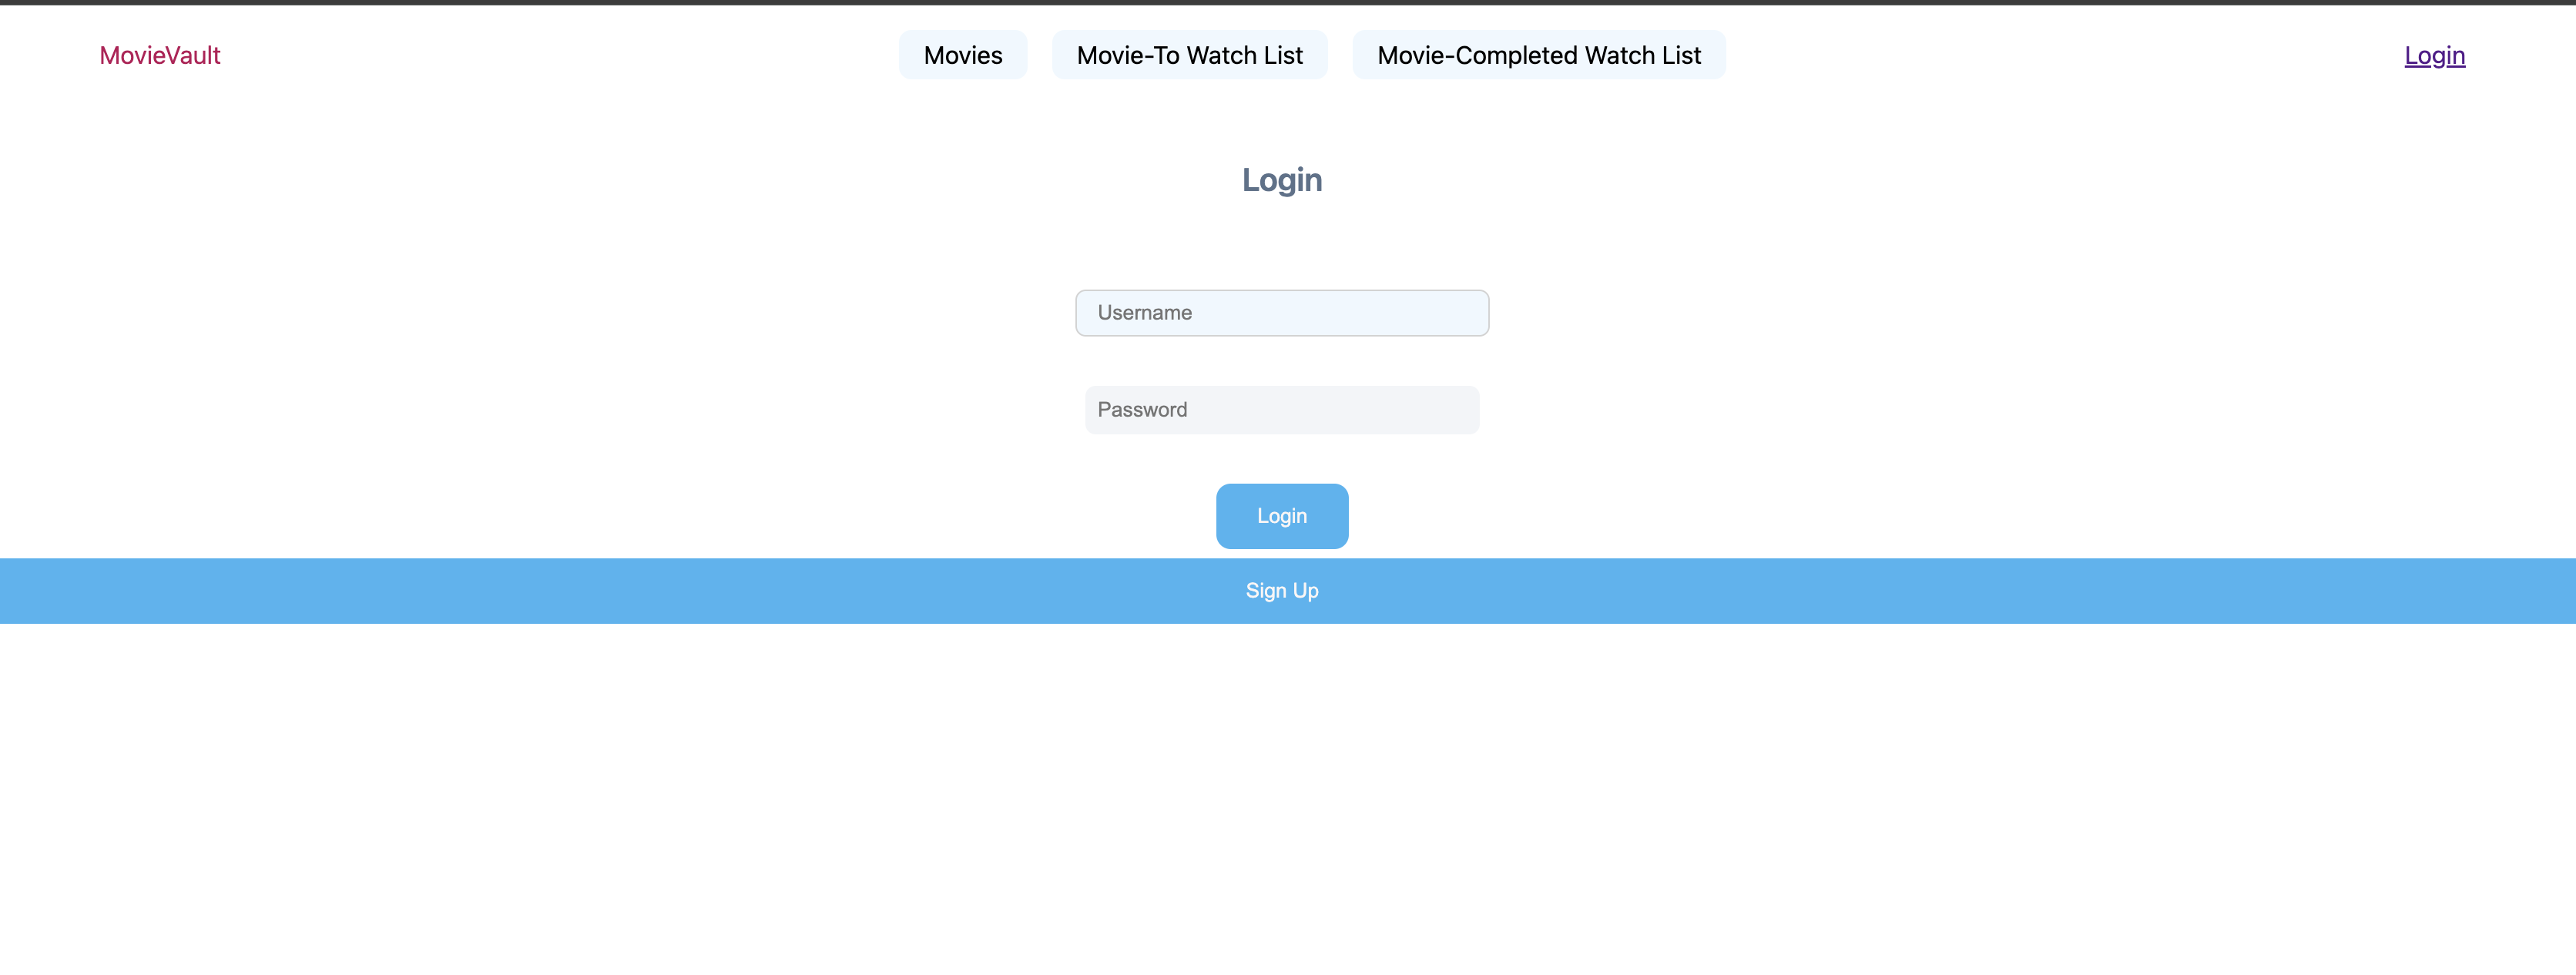 MovieVault Movies Movie-To Watch List Movie-Completed Watch List Login
Login
Username
Password
Login
Sign Up